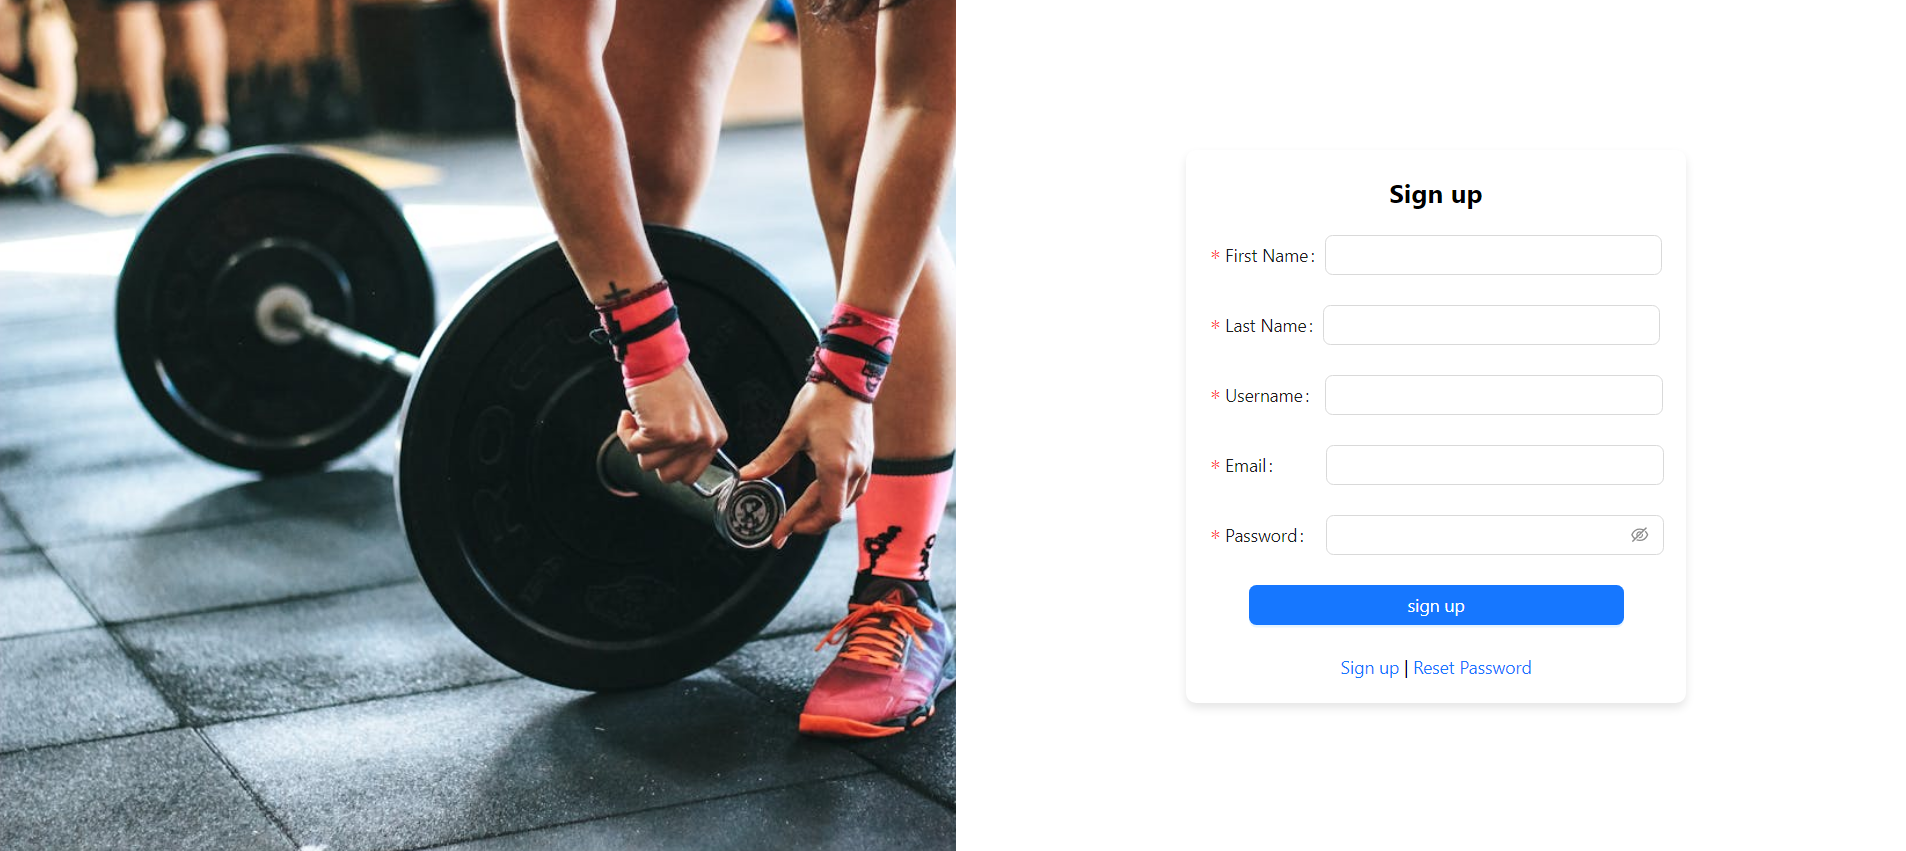 Sign up
* First Name:
* Last Name:
* Username:
* Email:
* Password:
sign up
Sign up | Reset Password